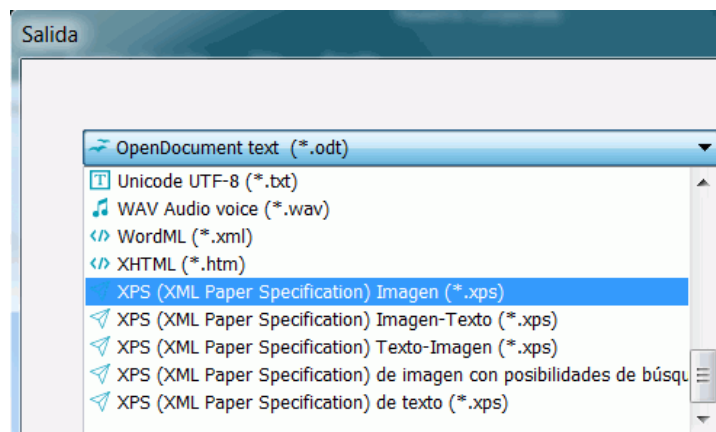 Salida
OpenDocument text (*.odt)
Unicode UTF-8 (*.txt)
WAV Audio voice (*.wav)
WordML (*.xml)
XHTML (*.htm)
XPS (XML Paper Specification) Imagen (*.xps)
XPS (XML Paper Specification) Imagen-Texto (*.xps)
XPS (XML Paper Specification) Texto-Imagen (*.xps)
XPS (XML Paper Specification) de imagen con posibilidades de búsqu
XPS (XML Paper Specification) de texto (*.xps)